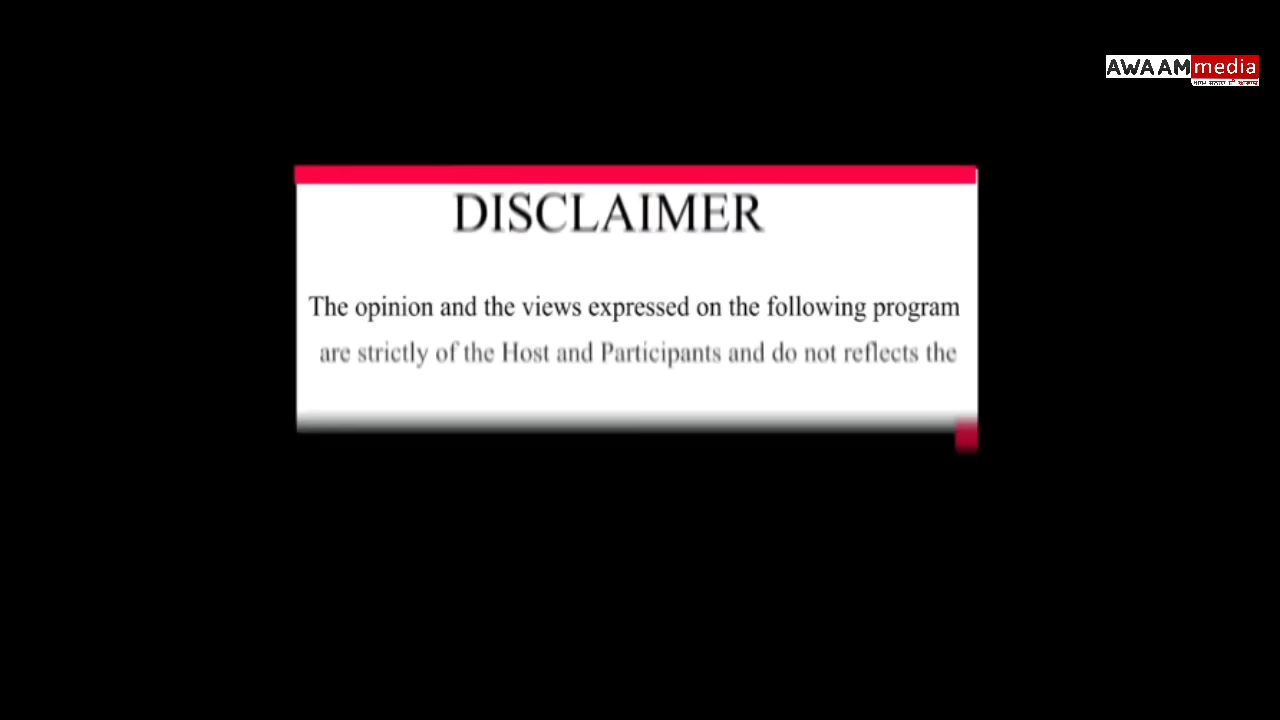 AWAAMmedia
DISCLAIMER
The opinion and the views expressed on the following program
are strictly of the Host and Participants and do not reflects the